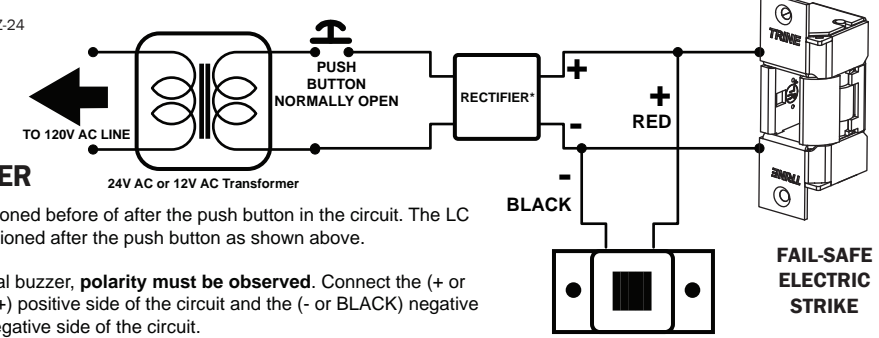 -24
TRINE
PUSH
BUTTON
NORMALLY OPEN
RECTIFIER*
+
-
+
RED
TO 120V AC LINE
24V AC or 12V AC Transformer
-
BLACK
TRINE
FAIL-SAFE
ELECTRIC
STRIKE
ER
oned before of after the push button in the circuit. The LC
ioned after the push button as shown above.
al buzzer, polarity must be observed. Connect the (+ or
+) positive side of the circuit and the (- or BLACK) negative
egative side of the circuit.